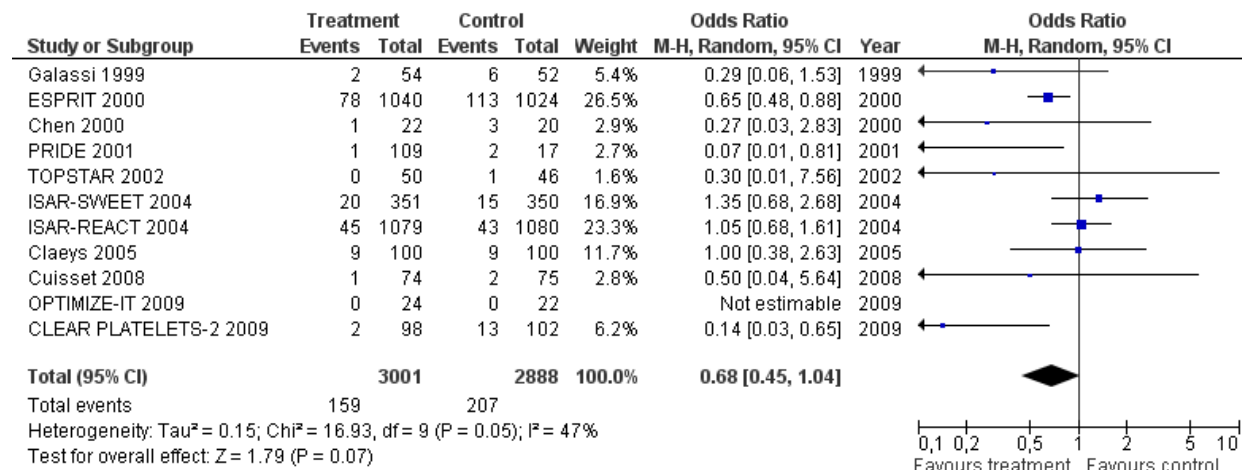 Treatment Control Odds Ratio Odds Ratio
Study or Subgroup Events Total Events Total Weight M-H, Random, 95% CI Year M-H, Random, 95% CI
Galassi 1999 2 54 6 52 5.4% 0.29 [0.06, 1.53] 1999
ESPRIT 2000 78 1040 113 1024 26.5% 0.65 [0.48, 0.88] 2000
Chen 2000 1 22 3 20 2.9% 0.27 [0.03, 2.83] 2000
PRIDE 2001 1 109 2 17 2.7% 0.07 [0.01, 0.81] 2001
TOPSTAR 2002 0 50 1 46 1.6% 0.30 [0.01, 7.56] 2002
ISAR-SWEET 2004 20 351 15 350 16.9% 1.35 [0.68, 2.68] 2004
ISAR-REACT 2004 45 1079 43 1080 23.3% 1.05 [0.68, 1.61] 2004
Claeys 2005 9 100 9 100 11.7% 1.00 [0.38, 2.63] 2005
Cuisset 2008 1 74 2 75 2.8% 0.50 [0.04, 5.64] 2008
OPTIMIZE-IT 2009 0 24 0 22 Not estimable 2009
CLEAR PLATELETS-2 2009 2 98 13 102 6.2% 0.14 [0.03, 0.65] 2009
Total (95% CI) 3001 2888 100.0% 0.68 [0.45, 1.04]
Total events 159 207
Heterogeneity: Tau² = 0.15; Chi² = 16.93, df = 9 (P = 0.05); I² = 47%
Test for overall effect: Z = 1.79 (P = 0.07)
0,1 0,2 0,5 1 2 5 10
Favours treatment Favours control